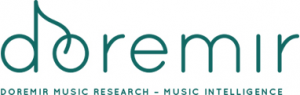 doremir
DOREMIR MUSIC RESEARCH – MUSIC INTELLIGENCE